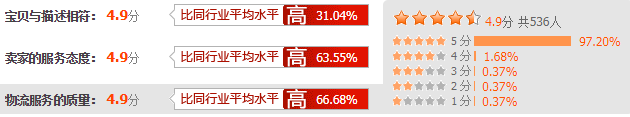 宝贝与描述相符： 4.9分 比同行业平均水平 高 31.04%
卖家的服务态度： 4.9分 比同行业平均水平 高 63.55%
物流服务的质量： 4.9分 比同行业平均水平 高 66.68%
4.9分 共536人
5分 97.20%
4分 1.68%
3分 0.37%
2分 0.37%
1分 0.37%